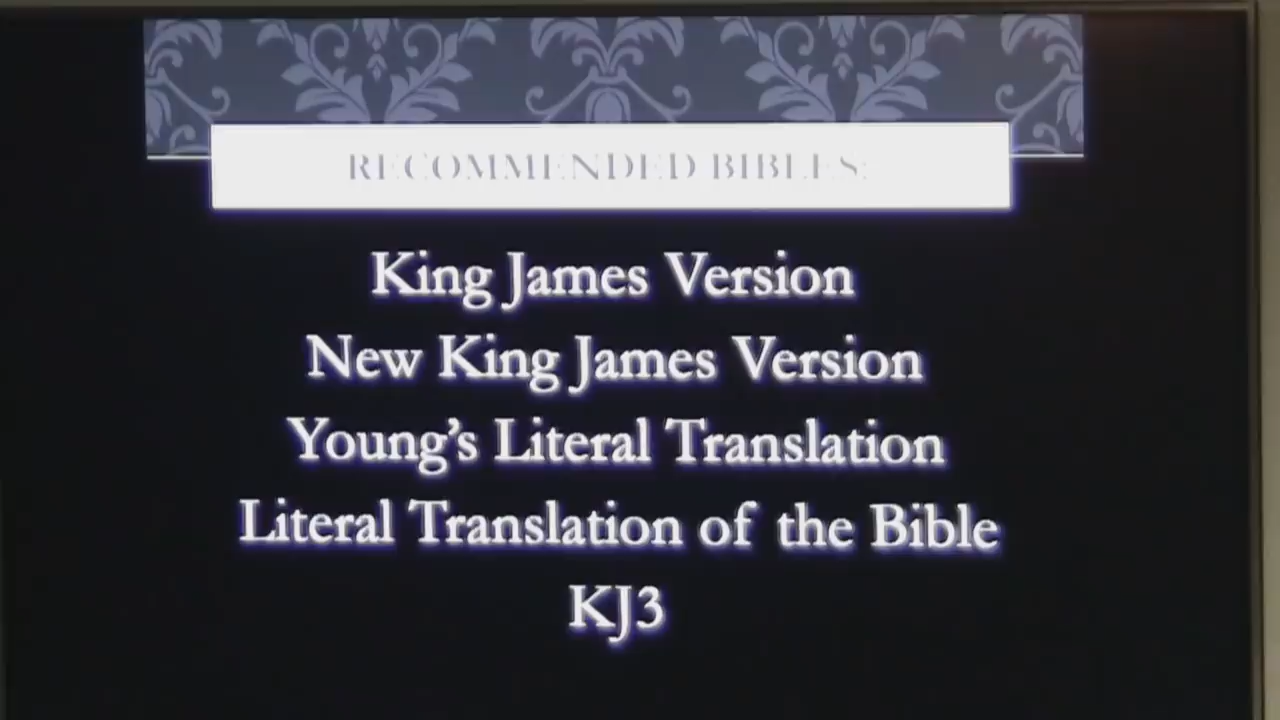 RECOMMENDED BIBLES:
King James Version
New King James Version
Young's Literal Translation
Literal Translation of the Bible
KJ3